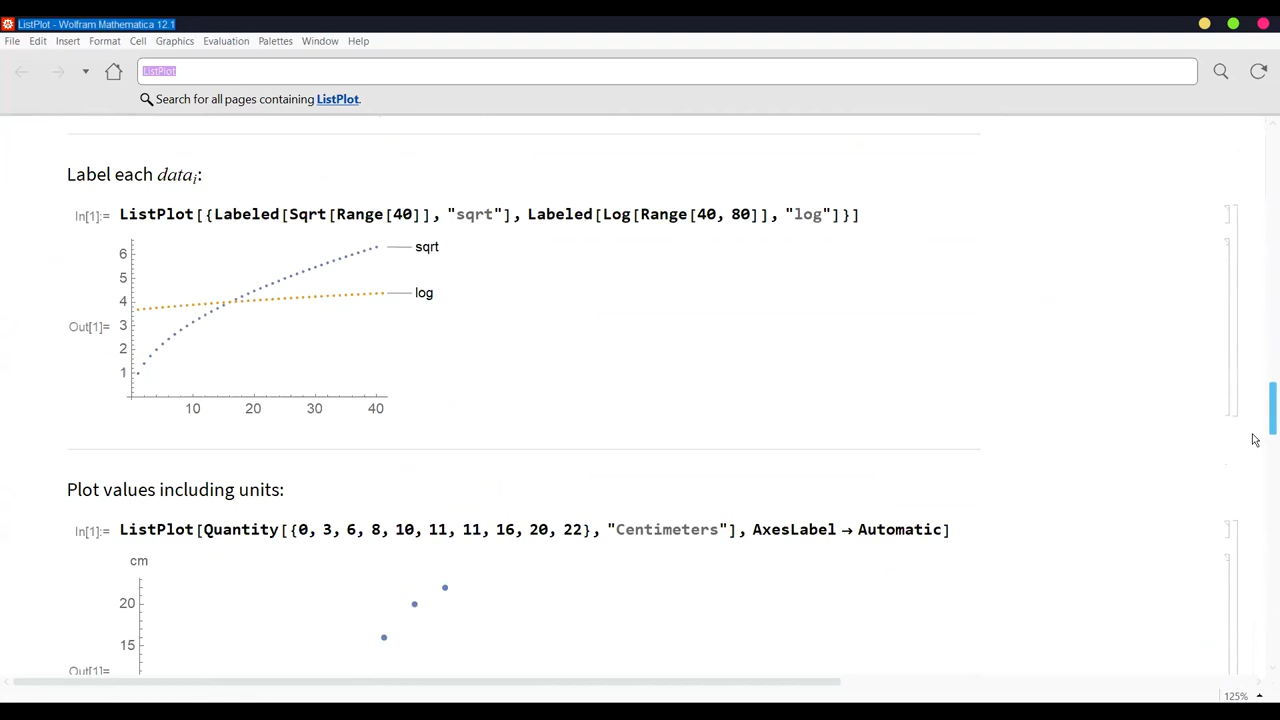 ListPlot - Wolfram Mathematica 12.1
File Edit Insert Format Cell Graphics Evaluation Palettes Window Help
ListPlot
Search for all pages containing ListPlot.
Label each data_i:
In[1]:= ListPlot[{Labeled[Sqrt[Range[40]], "sqrt"], Labeled[Log[Range[40, 80]], "log"]}]
6
sqrt
5
4
log
3
Out[1]=
2
1
10 20 30 40
Plot values including units:
In[1]:= ListPlot[Quantity[{0, 3, 6, 8, 10, 11, 11, 16, 20, 22}, "Centimeters"], AxesLabel → Automatic]
cm
20
15
Out[1]=
125%